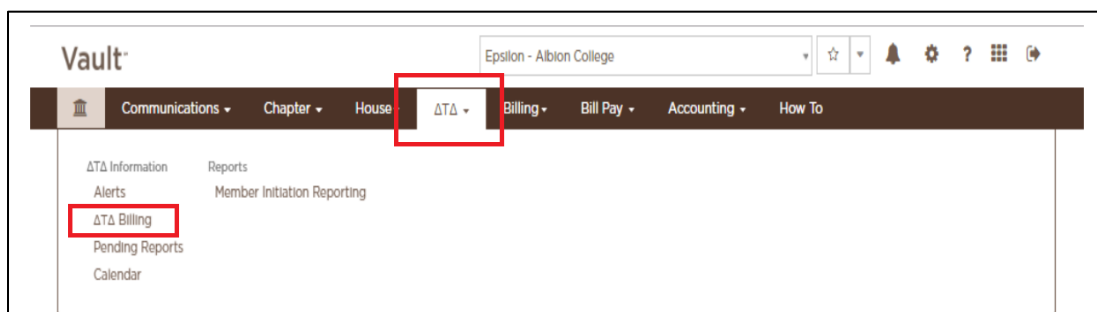 Vault™
Epsilon - Albion College
?
Communications Chapter House ΔΤΔ Billing Bill Pay Accounting How To
ΔΤΔ Information Reports
Alerts Member Initiation Reporting
ΔΤΔ Billing
Pending Reports
Calendar